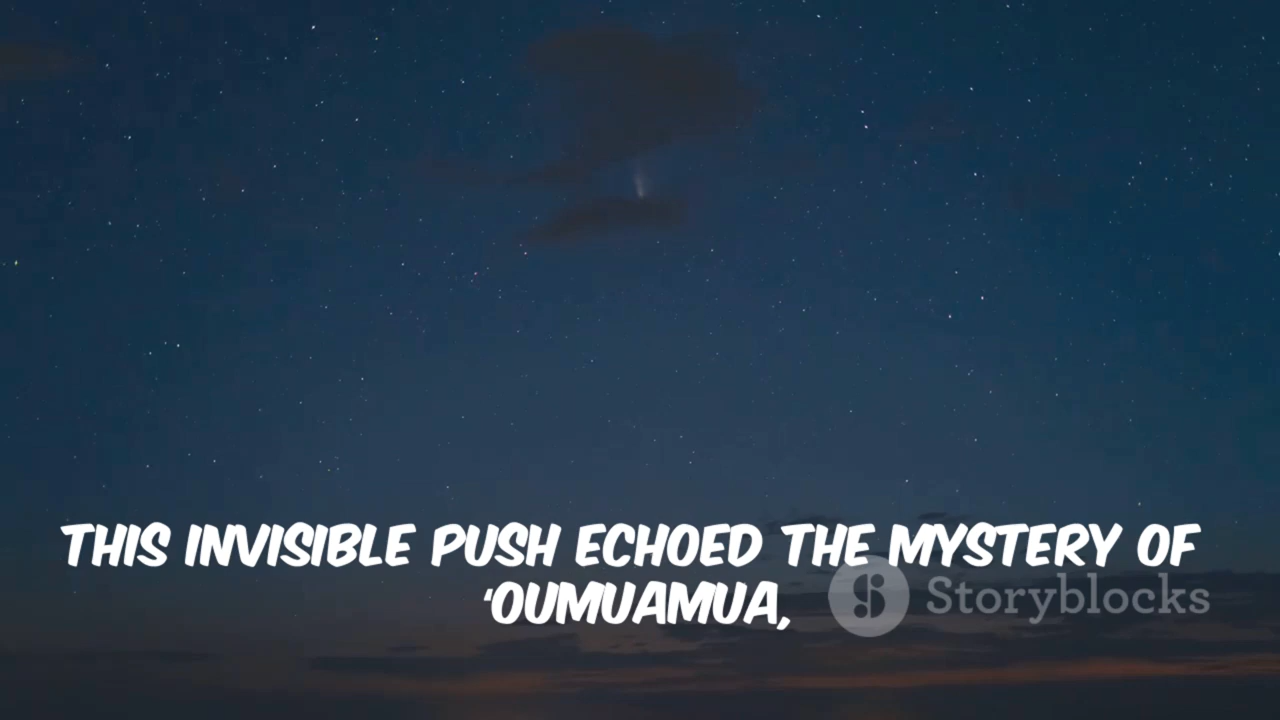 THIS INVISIBLE PUSH ECHOED THE MYSTERY OF
‘OUMUAMUA,
Storyblocks